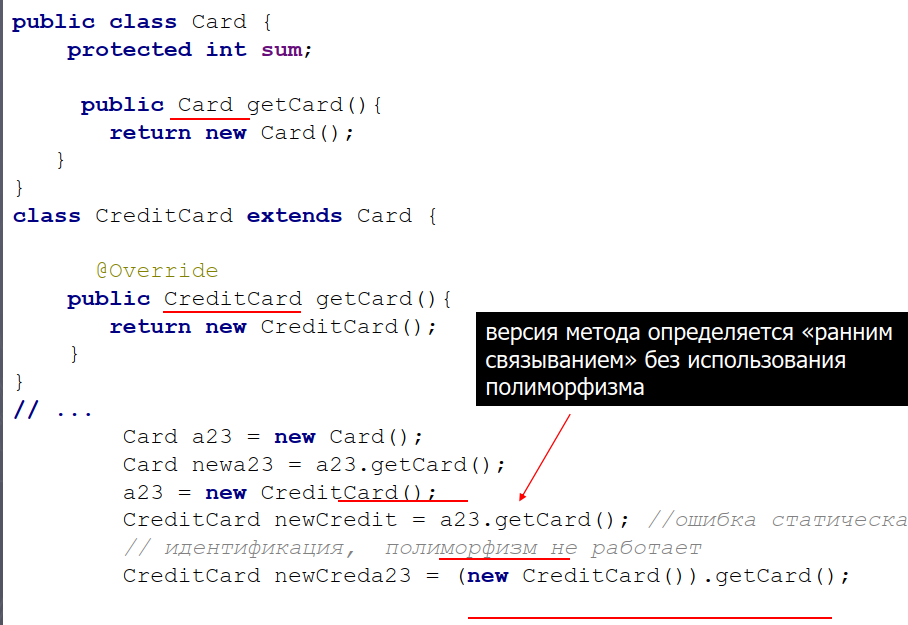 public class Card {
protected int sum;
public Card getCard(){
return new Card();
}
}
class CreditCard extends Card {
@Override
public CreditCard getCard(){
return new CreditCard();
}
}
версия метода определяется «ранним
связыванием» без использования
полиморфизма
// ...
Card a23 = new Card();
Card newa23 = a23.getCard();
a23 = new CreditCard();
CreditCard newCredit = a23.getCard(); //ошибка статическа
// идентификация, полиморфизм не работает
CreditCard newCreda23 = (new CreditCard()).getCard();